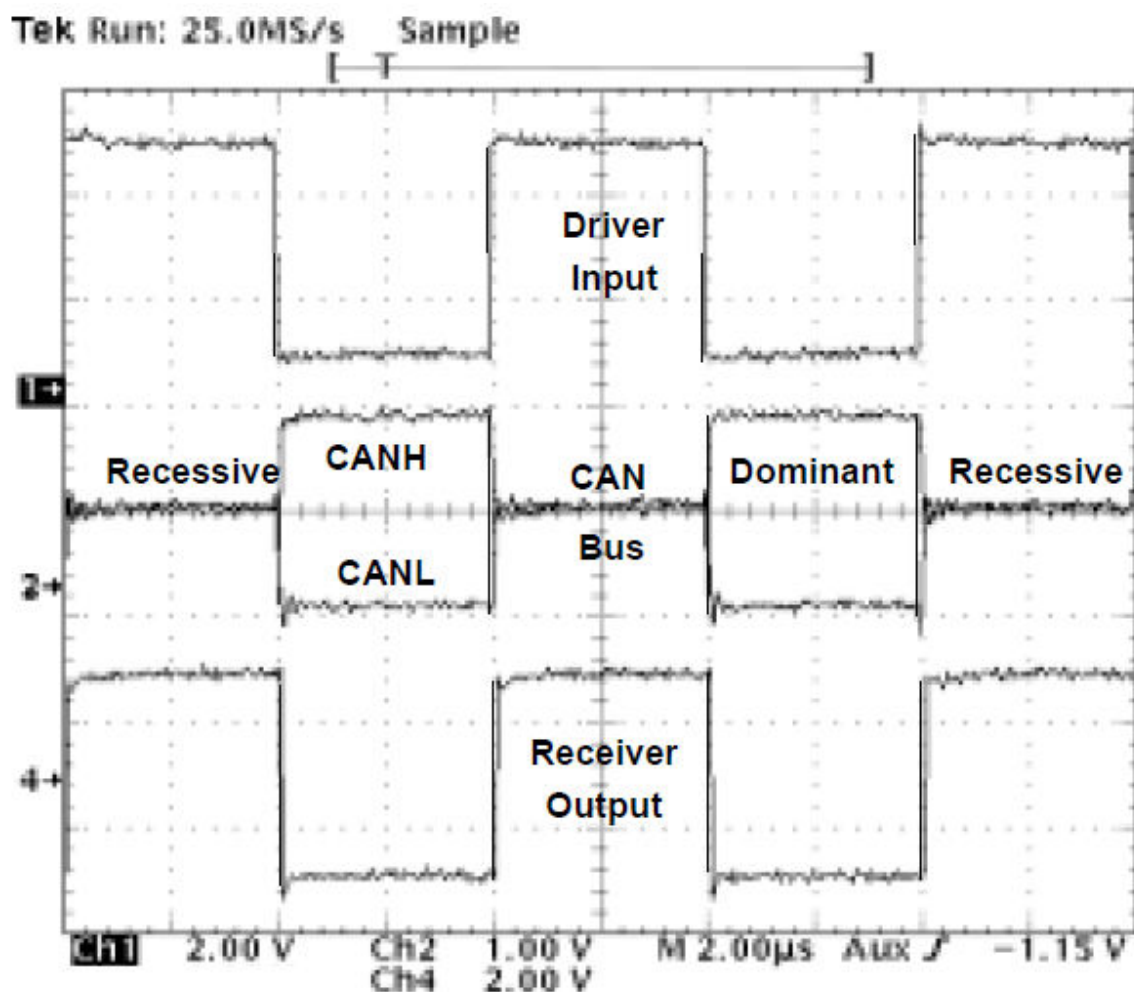 Tek Run: 25.0MS/s Sample
[ T ]
Driver
Input
1+
Recessive CANH CAN Dominant Recessive
Bus
CANL
2+
Receiver
Output
4+
Ch1 2.00 V Ch2 1.00 V M 2.00µs Aux ∫ -1.15 V
Ch4 2.00 V